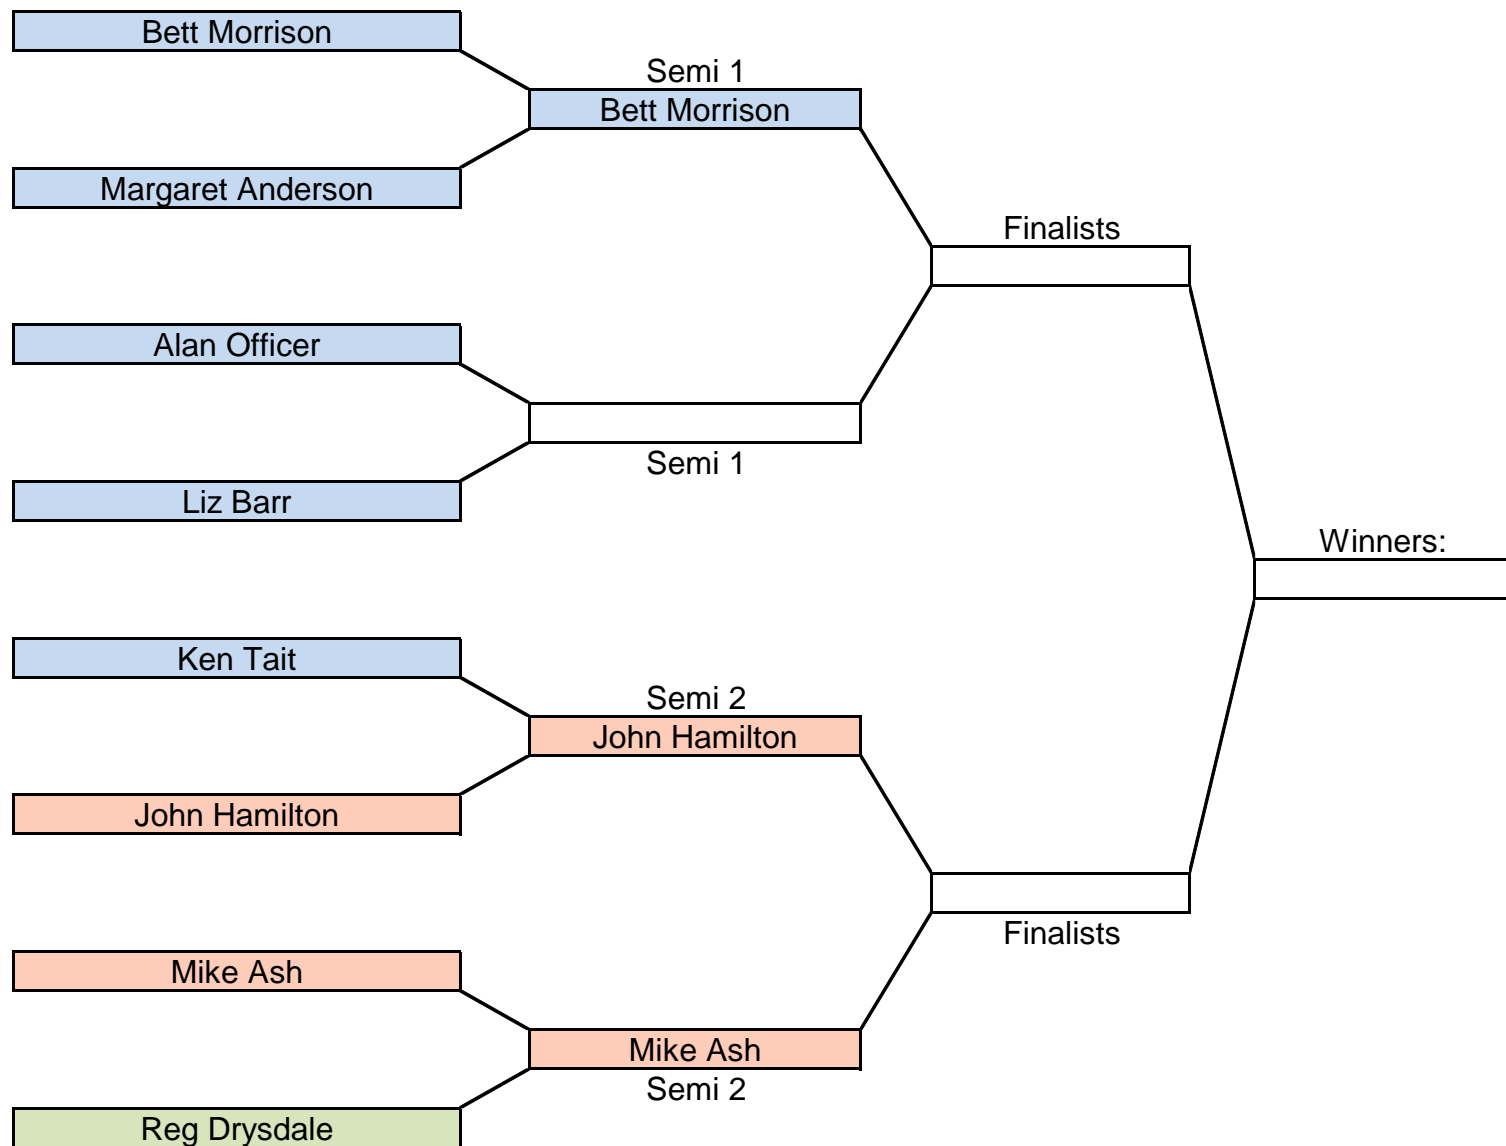 Bett Morrison
Semi 1
Bett Morrison
Margaret Anderson
Finalists
Alan Officer
Semi 1
Liz Barr
Winners:
Ken Tait
Semi 2
John Hamilton
John Hamilton
Finalists
Mike Ash
Mike Ash
Semi 2
Reg Drysdale